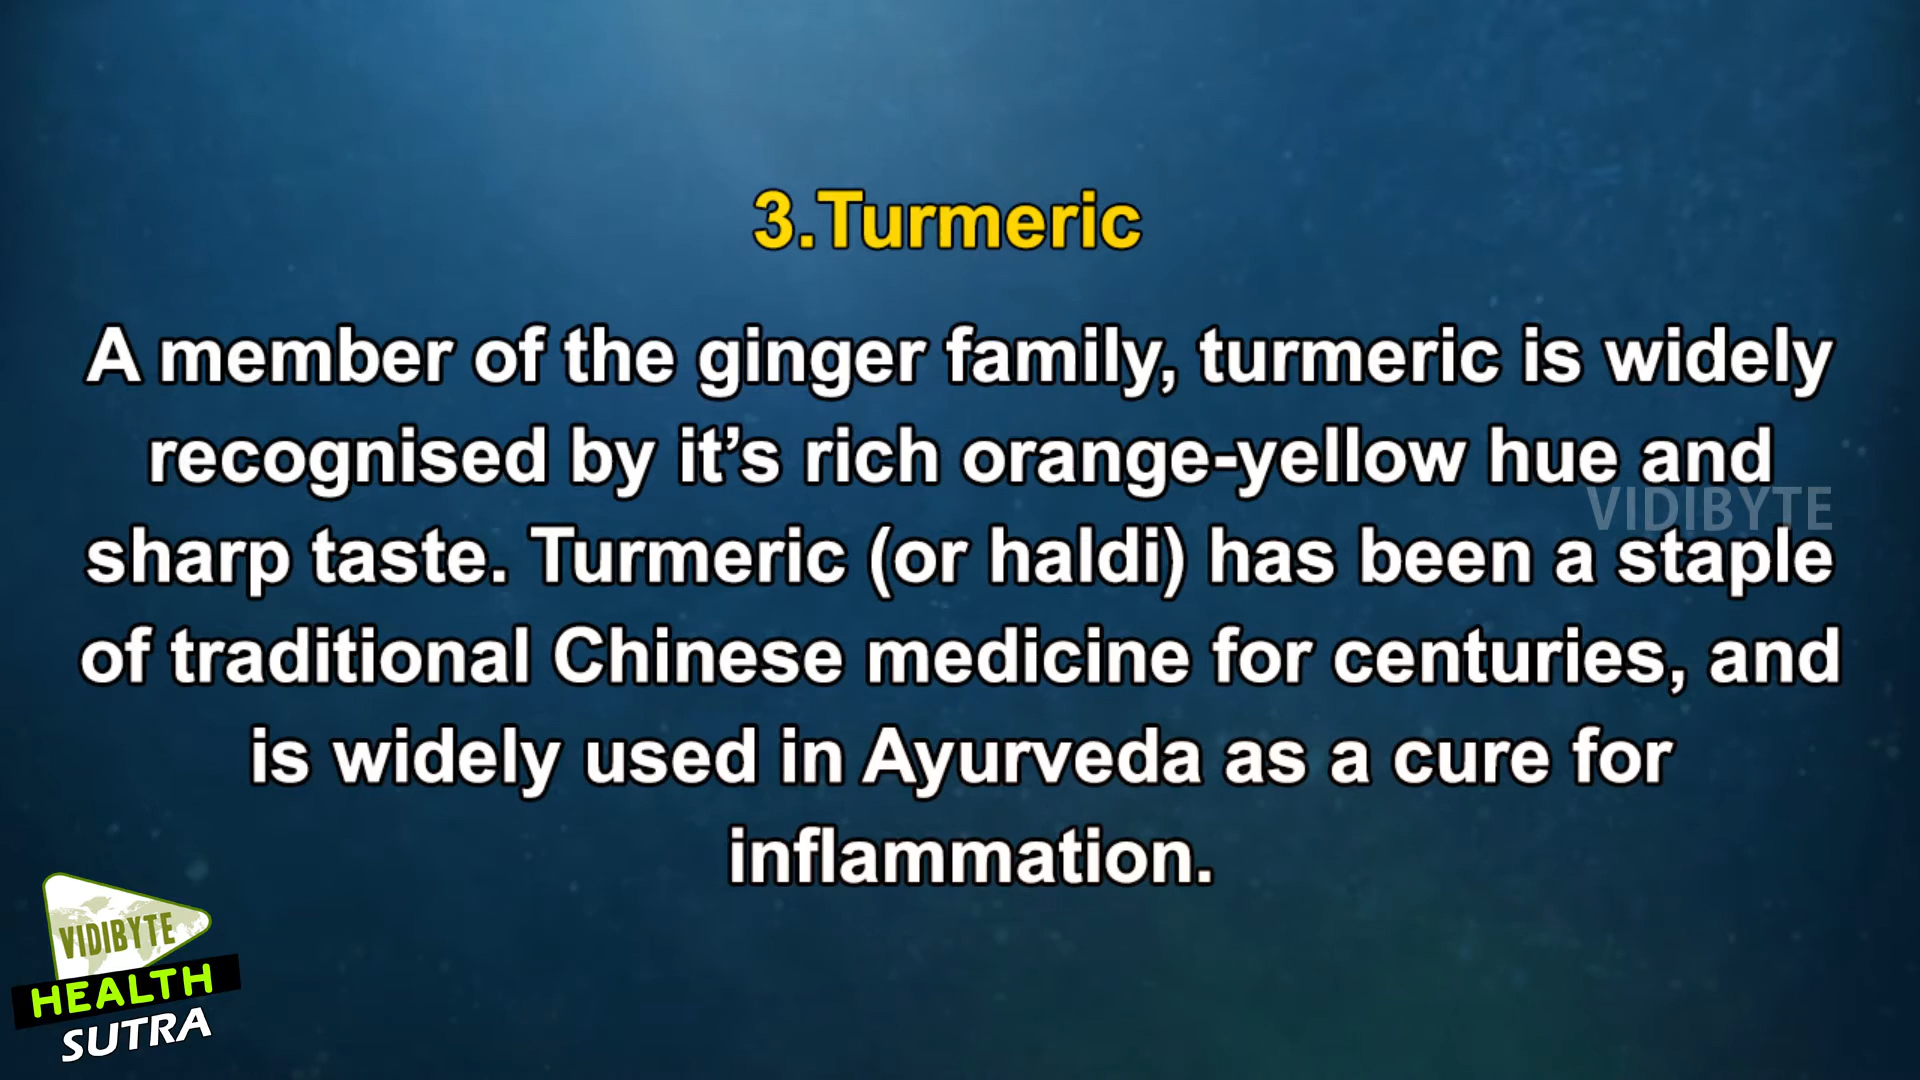 3.Turmeric
A member of the ginger family, turmeric is widely
recognised by it’s rich orange-yellow hue and
VIDIBYTE
sharp taste. Turmeric (or haldi) has been a staple
of traditional Chinese medicine for centuries, and
is widely used in Ayurveda as a cure for
inflammation.
VIDIBYTE
HEALTH
SUTRA